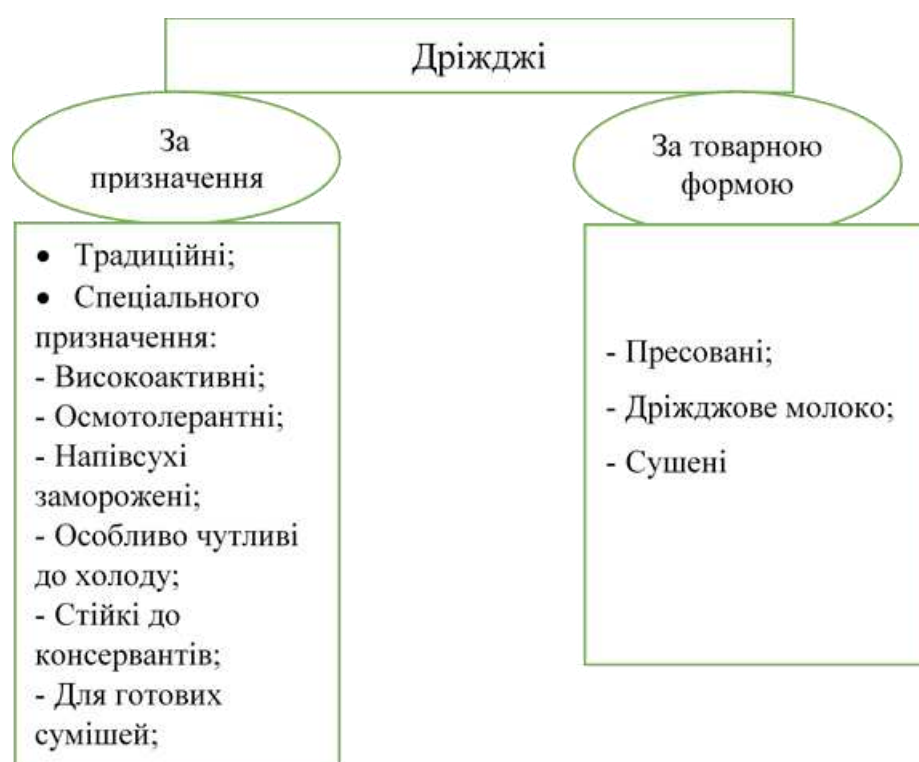 Дріжджі
За
призначення
• Традиційні;
• Спеціального
призначення:
- Високоактивні;
- Осмотолерантні;
- Напівсухі
заморожені;
- Особливо чутливі
до холоду;
- Стійкі до
консервантів;
- Для готових
сумішей;
За товарною
формою
- Пресовані;
- Дріжджове молоко;
- Сушені